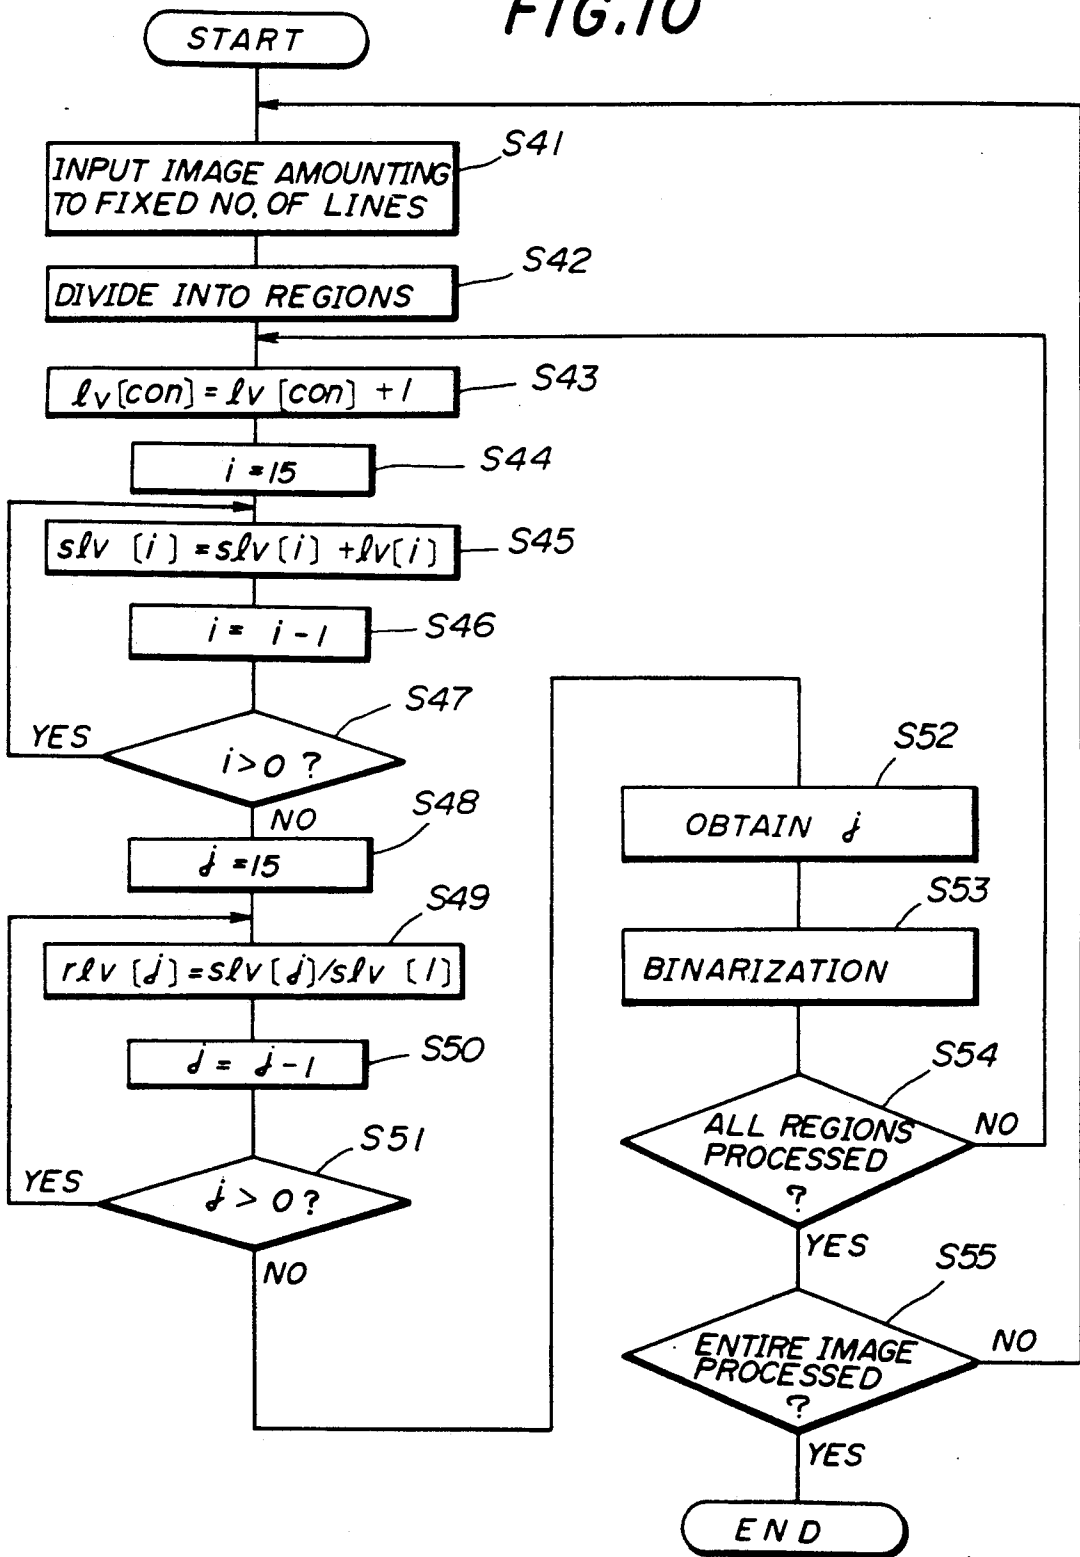 FIG.10
START
INPUT IMAGE AMOUNTING
TO FIXED NO. OF LINES
S41
DIVIDE INTO REGIONS
S42
ℓv[con] = ℓv [con] + 1
S43
i = 15
S44
sℓv [i] = sℓv[i] + ℓv[i]
S45
i = i - 1
S46
i > 0 ?
S47
YES
NO
j = 15
S48
rℓv [j] = sℓv[j]/sℓv [1]
S49
j = j - 1
S50
j > 0 ?
S51
YES
NO
OBTAIN j
S52
BINARIZATION
S53
ALL REGIONS
PROCESSED
?
S54
NO
YES
ENTIRE IMAGE
PROCESSED
?
S55
NO
YES
END